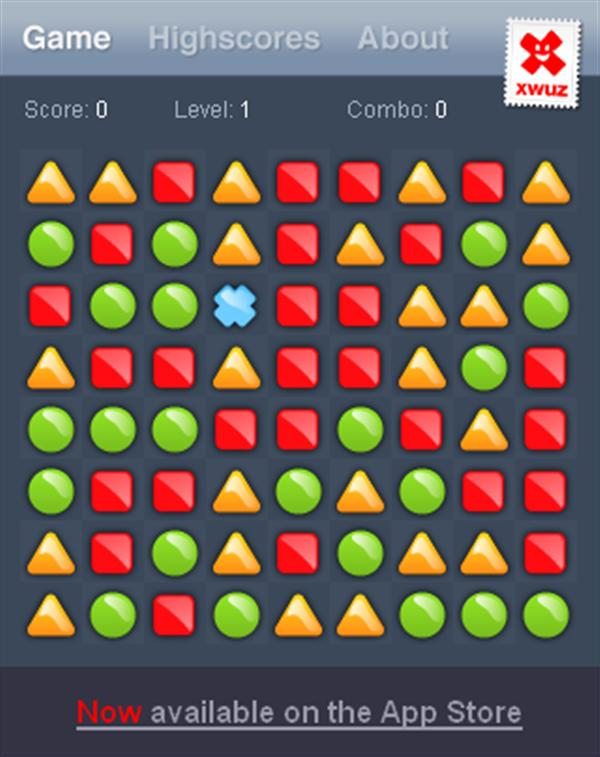 Game Highscores About
xwuz
Score: 0 Level: 1 Combo: 0
Now available on the App Store